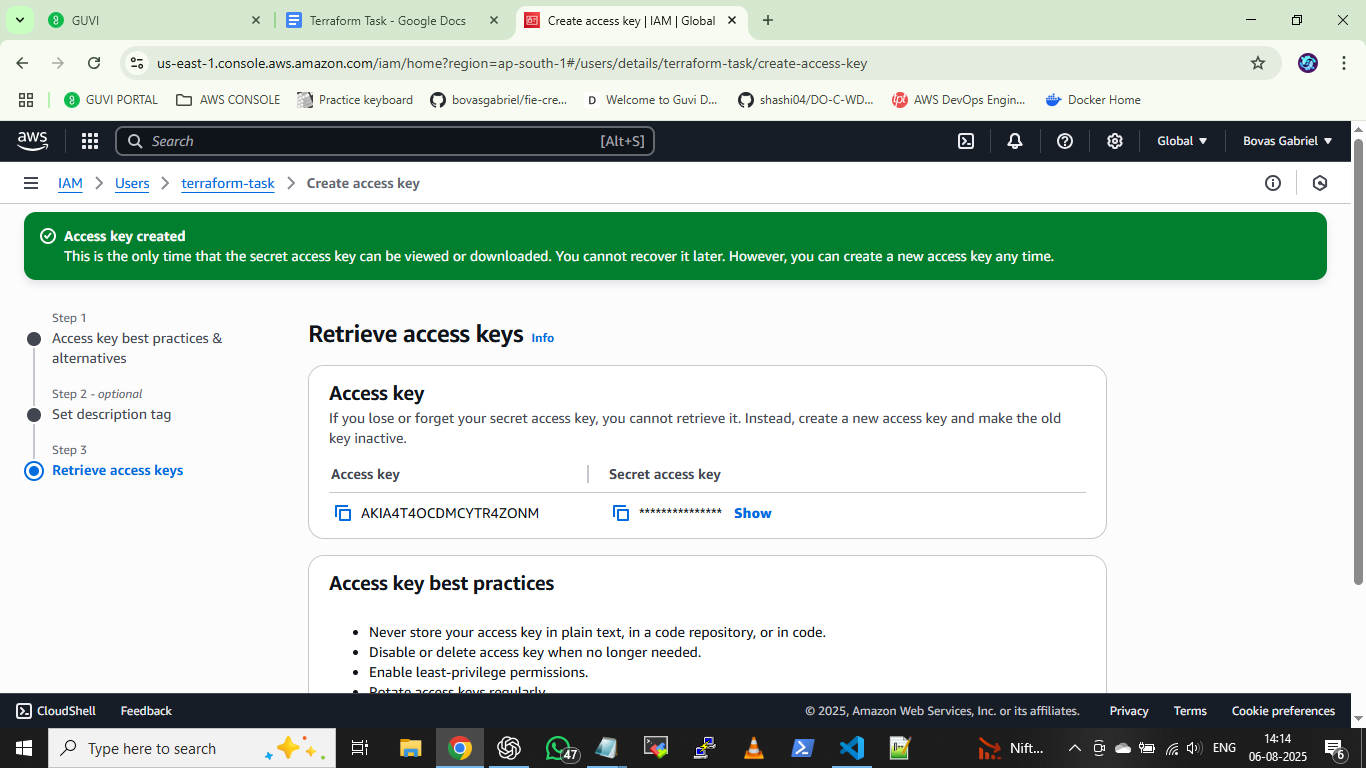 GUVI
Terraform Task - Google Docs
Create access key | IAM | Global
us-east-1.console.aws.amazon.com/iam/home?region=ap-south-1#/users/details/terraform-task/create-access-key
GUVI PORTAL
AWS CONSOLE
Practice keyboard
bovasgabriel/fie-cre...
Welcome to Guvi D...
shashi04/DO-C-WD...
AWS DevOps Engin...
Docker Home
aws
Search
[Alt+S]
Global
Bovas Gabriel
IAM
Users
terraform-task
Create access key
Access key created
This is the only time that the secret access key can be viewed or downloaded. You cannot recover it later. However, you can create a new access key any time.
Step 1
Access key best practices &
alternatives
Step 2 - optional
Set description tag
Step 3
Retrieve access keys
Retrieve access keys Info
Access key
If you lose or forget your secret access key, you cannot retrieve it. Instead, create a new access key and make the old
key inactive.
Access key
Secret access key
AKIA4T4OCDMCYTR4ZONM
*************** Show
Access key best practices
• Never store your access key in plain text, in a code repository, or in code.
• Disable or delete access key when no longer needed.
• Enable least-privilege permissions.
• Rotate access keys regularly.
CloudShell
Feedback
© 2025, Amazon Web Services, Inc. or its affiliates.
Privacy
Terms
Cookie preferences
Type here to search
47
Nift...
ENG
14:14
06-08-2025
6